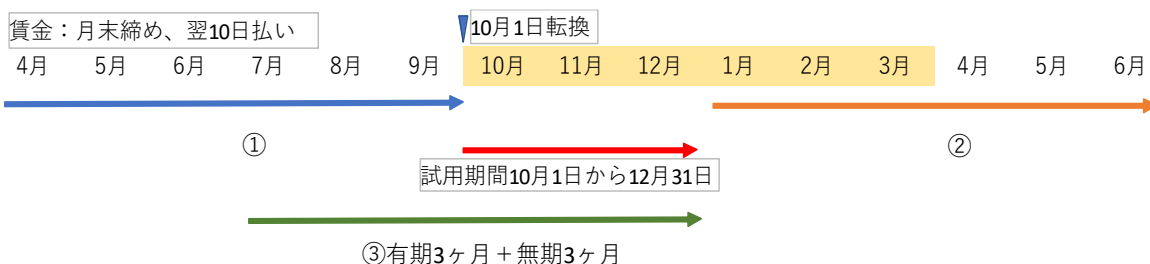 賃金：月末締め、翌10日払い
10月1日転換
4月 5月 6月 7月 8月 9月 10月 11月 12月 1月 2月 3月 4月 5月 6月
① ②
試用期間10月1日から12月31日
③有期3ヶ月＋無期3ヶ月